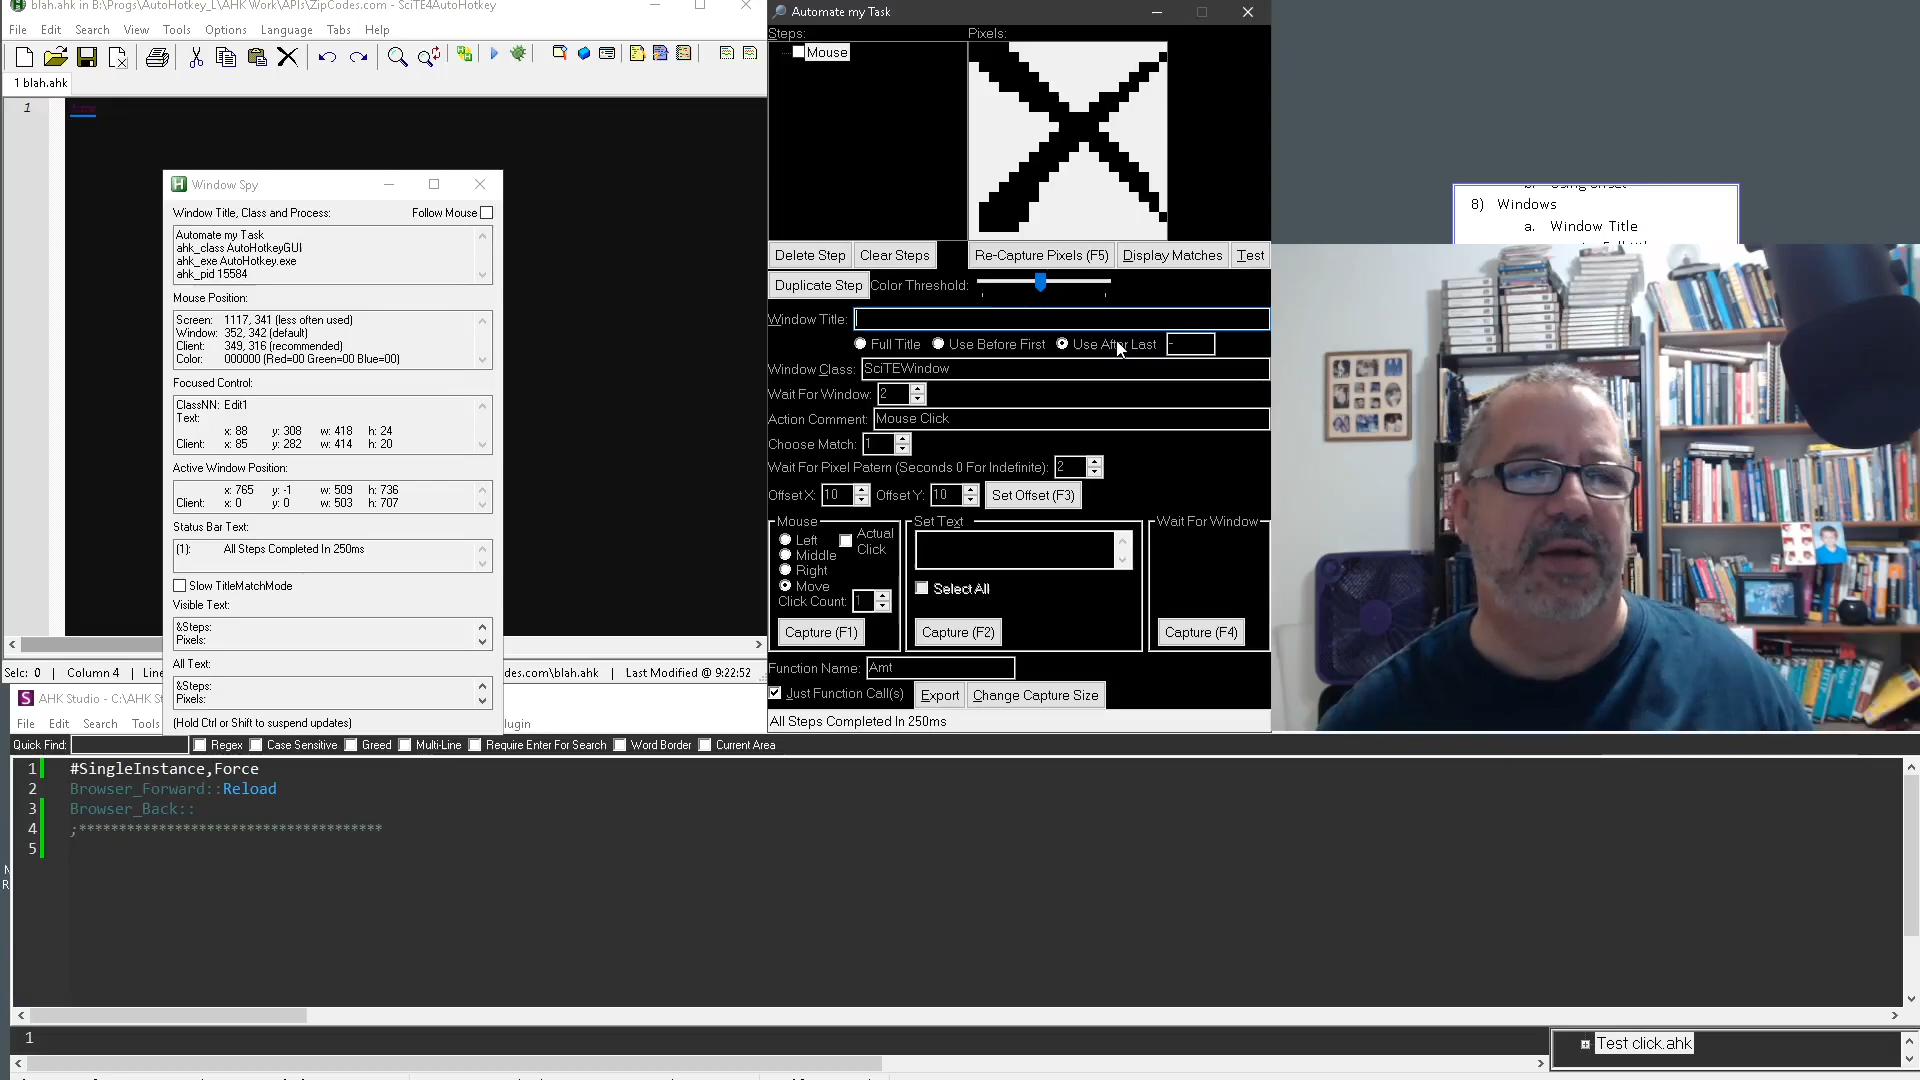 blah.ahk in B:\Progs\AutoHotkey_L\AHK Work\APIs\ZipCodes.com - SciTE4AutoHotkey
File Edit Search View Tools Options Language Tabs Help
1 blah.ahk
1
Window Spy
Window Title, Class and Process:
Follow Mouse
Automate my Task
ahk_class AutoHotkeyGUI
ahk_exe AutoHotkey.exe
ahk_pid 15584
Mouse Position:
Screen: 1117, 341 (less often used)
Window: 352, 342 (default)
Client: 349, 316 (recommended)
Color: 000000 (Red=00 Green=00 Blue=00)
Focused Control:
ClassNN: Edit1
Text:
x: 88 y: 308 w: 418 h: 24
Client: x: 85 y: 282 w: 414 h: 20
Active Window Position:
x: 765 y: -1 w: 509 h: 736
Client: x: 0 y: 0 w: 503 h: 707
Status Bar Text:
(1): All Steps Completed In 250ms
Slow TitleMatchMode
Visible Text:
&Steps:
Pixels:
All Text:
&Steps:
Pixels:
(Hold Ctrl or Shift to suspend updates)
Selc: 0 | Column 4 | Line
des.com\blah.ahk | Last Modified @ 9:22:52
Automate my Task
Steps:
Pixels:
Mouse
Delete Step
Clear Steps
Re-Capture Pixels (F5)
Display Matches
Test
Duplicate Step
Color Threshold:
Window Title:
Full Title
Use Before First
Use After Last
-
Window Class: SciTEWindow
Wait For Window: 2
Action Comment: Mouse Click
Choose Match: 1
Wait For Pixel Patern (Seconds 0 For Indefinite): 2
Offset X: 10
Offset Y: 10
Set Offset (F3)
Mouse
Left
Middle
Right
Move
Actual
Click
Click Count: 1
Capture (F1)
Set Text
Select All
Capture (F2)
Wait For Window
Capture (F4)
Function Name: Amt
Just Function Call(s)
Export
Change Capture Size
All Steps Completed In 250ms
8) Windows
a. Window Title
AHK Studio - C:\AHK St
File Edit Search Tools
lugin
Quick Find:
Regex
Case Sensitive
Greed
Multi-Line
Require Enter For Search
Word Border
Current Area
1 #SingleInstance,Force
2 Browser_Forward::Reload
3 Browser_Back::
4 ;**************************************
5
1
Test click.ahk